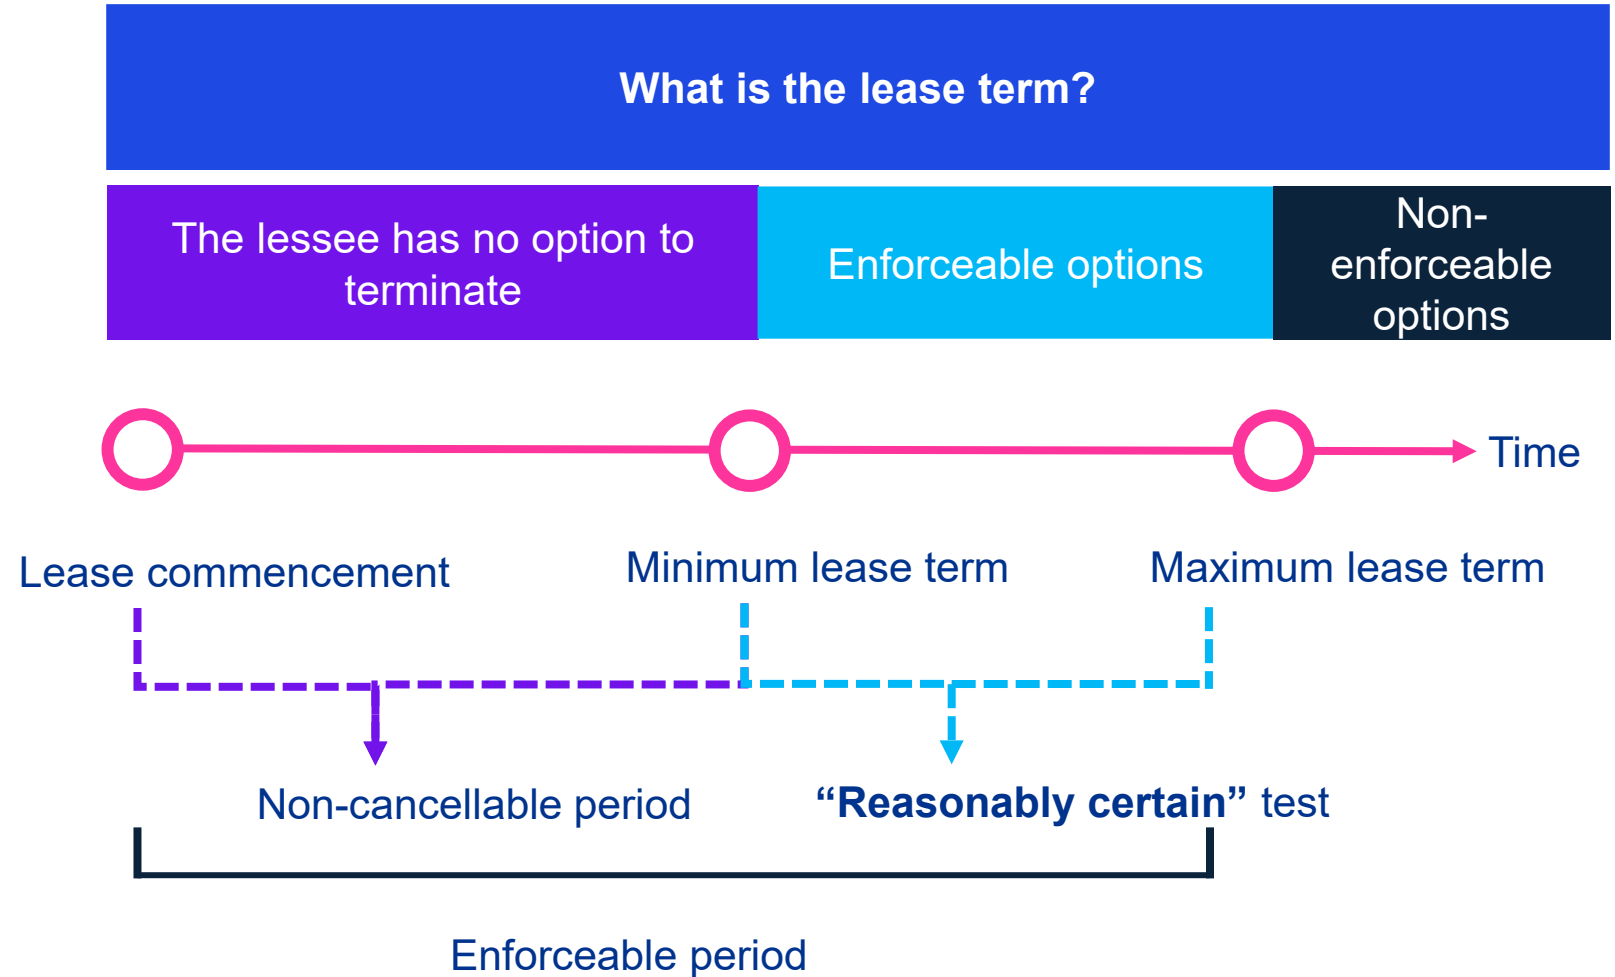 What is the lease term?
The lessee has no option to
terminate
Enforceable options
Non-
enforceable
options
Time
Lease commencement
Minimum lease term
Maximum lease term
Non-cancellable period
“Reasonably certain” test
Enforceable period